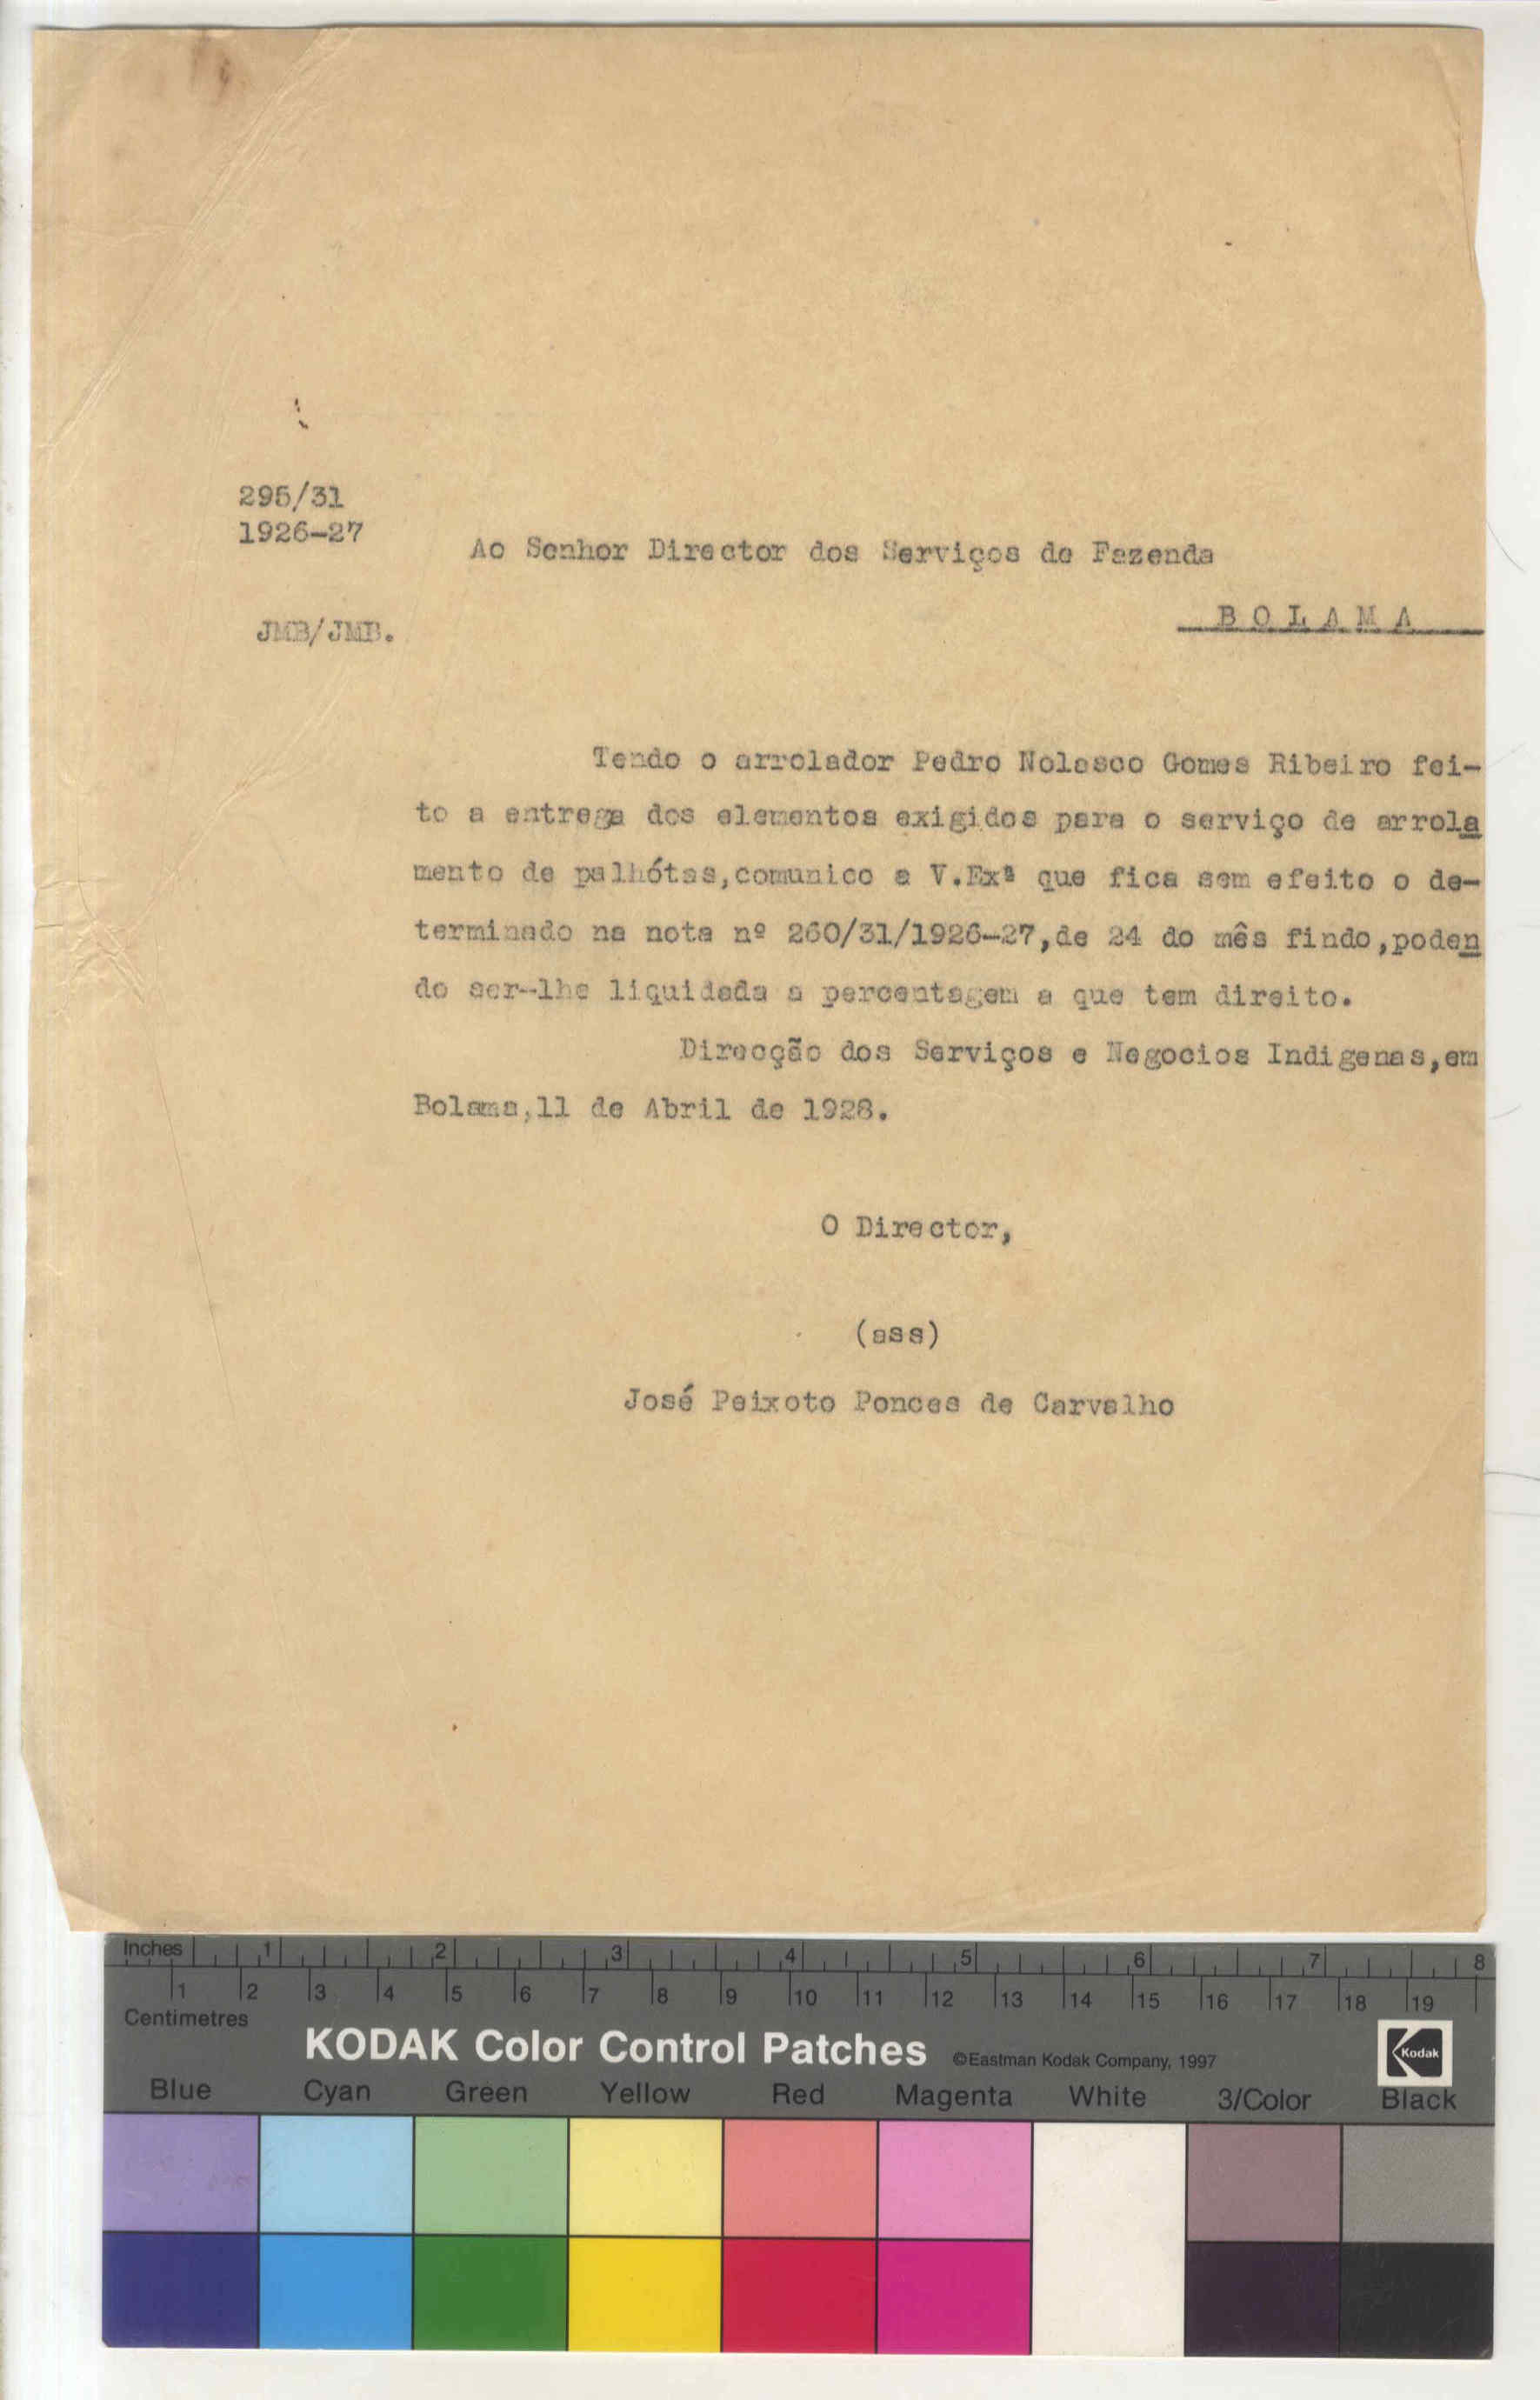 295/31
1926-27
Ao Senhor Director dos Serviços de Fazenda
BOLAMA
JMB/JMB.
Tendo o arrolador Pedro Nolasco Gomes Ribeiro fei-
to a entrega dos elementos exigidos para o serviço de arrola
mento de palhótas,comunico a V.Exª que fica sem efeito o de-
terminado na nota nº 260/31/1926-27,de 24 do mês findo,poden
do ser-lhe liquidada a percentagem a que tem direito.
Direcção dos Serviços e Negocios Indigenas,em
Bolama,11 de Abril de 1928.
O Director,
(ass)
José Peixoto Ponces de Carvalho
Inches 1 2 3 4 5 6 7 8
1 2 3 4 5 6 7 8 9 10 11 12 13 14 15 16 17 18 19
Centimetres
KODAK Color Control Patches ©Eastman Kodak Company, 1997 Kodak
Blue Cyan Green Yellow Red Magenta White 3/Color Black